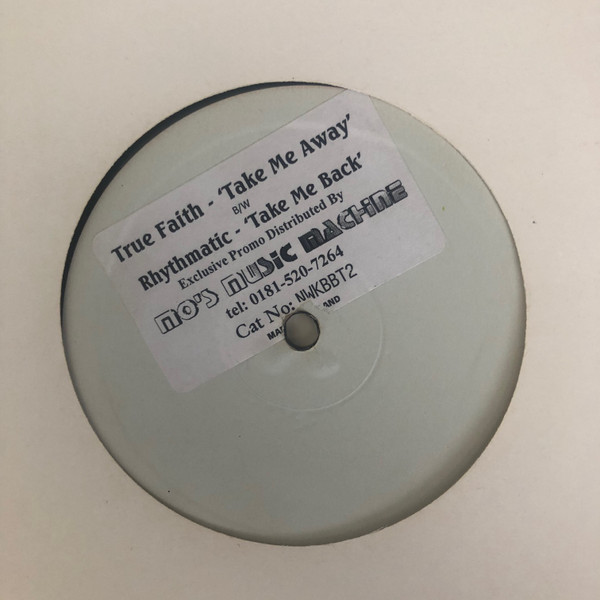 True Faith - 'Take Me Away'
B/W
Rhythmatic - 'Take Me Back'
Exclusive Promo Distributed By
MO'S MUSIC MACHINE
tel: 0181-520-7264
Cat No: NWKBBT2